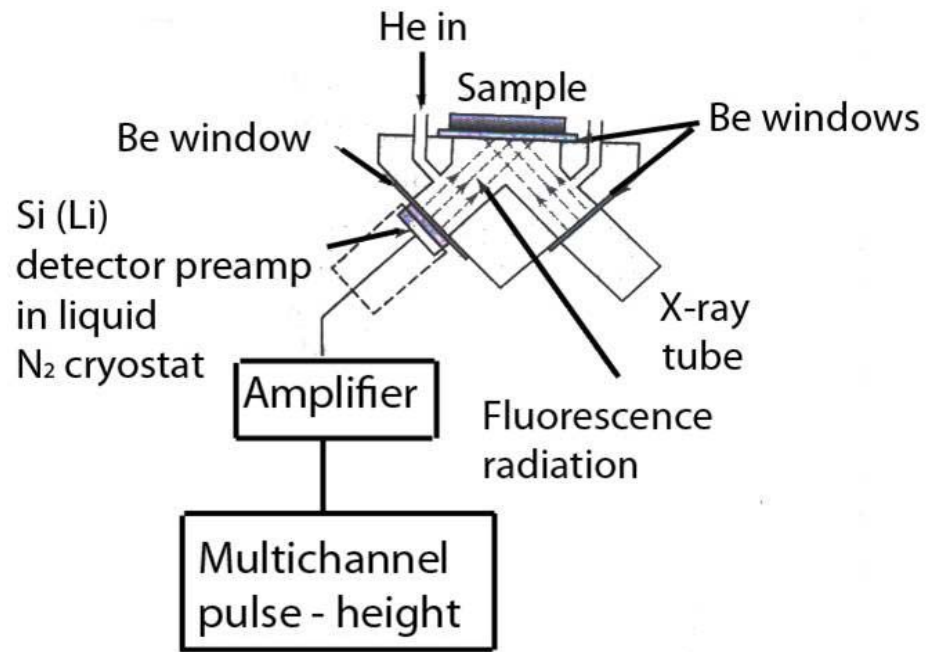 He in
Sample
Be window
Be windows
Si (Li)
detector preamp
in liquid
N₂ cryostat
X-ray
tube
Amplifier
Fluorescence
radiation
Multichannel
pulse - height